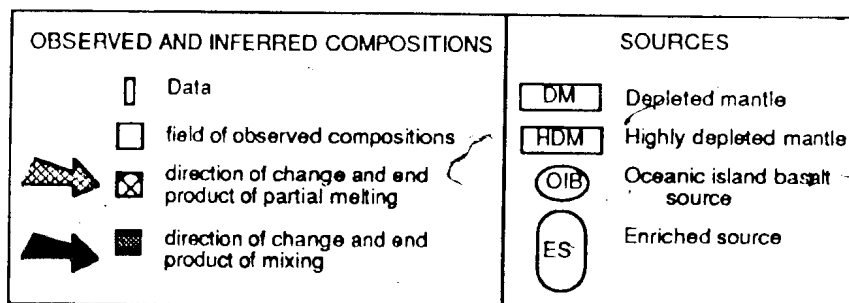 OBSERVED AND INFERRED COMPOSITIONS
Data
field of observed compositions
direction of change and end
product of partial melting
direction of change and end
product of mixing
SOURCES
DM Depleted mantle
HDM Highly depleted mantle
OIB Oceanic island basalt
source
ES Enriched source